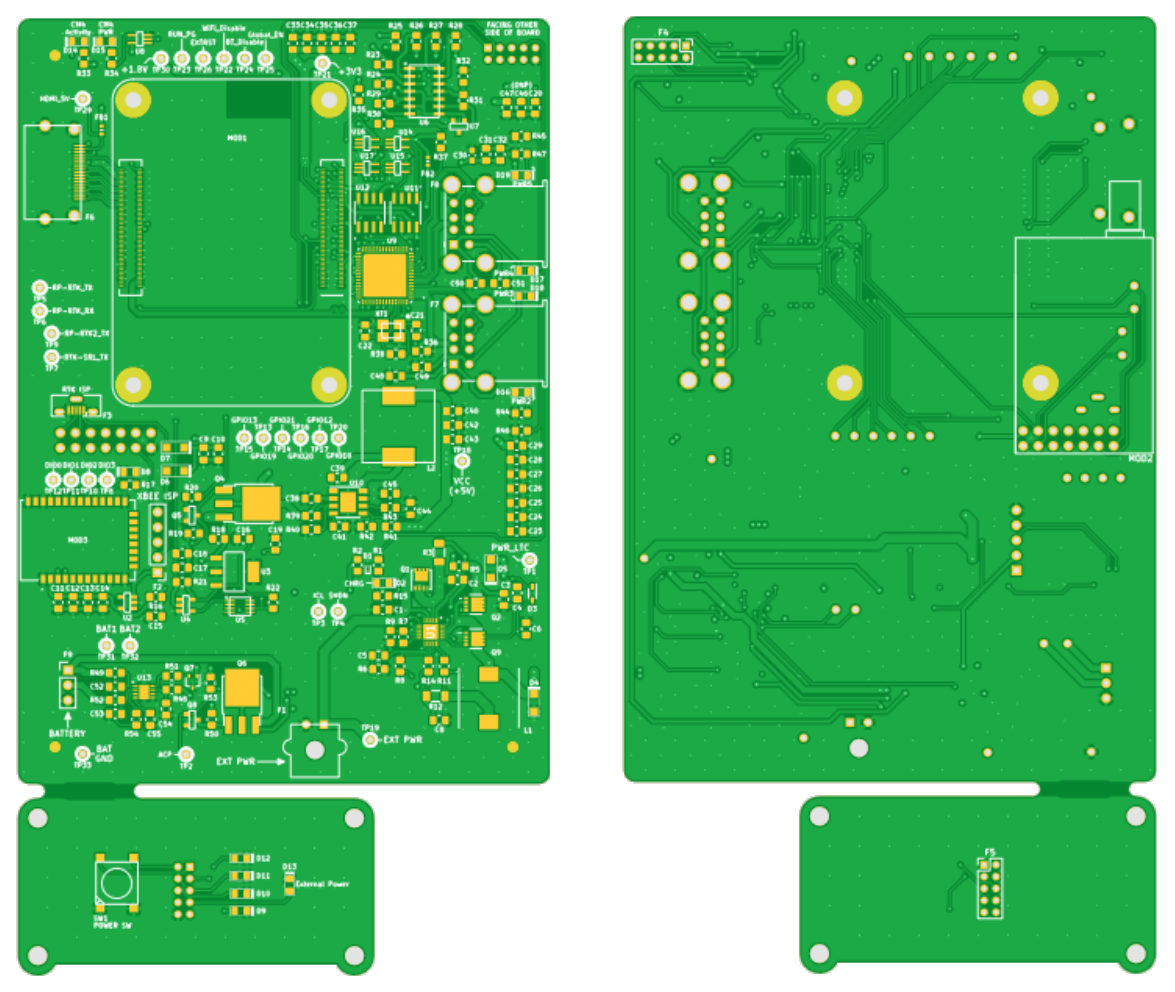 CM4
Activity
D14
CM4
PWR
D15
R33
R34
U8
+1.8V
RUN_PG
EXTRST
WIFI_Disable
BT_Disable
Global_EN
TP30
TP23
TP26
TP22
TP24
TP25
C33
C34
C35
C36
C37
TP21
+3V3
R25
R26
R27
R28
FACING OTHER
SIDE OF BOARD
R23
R24
R29
R30
R32
R31
U6
U7
(DNP)
C47
C46
C20
HDMI_5V
TP29
FB1
MOD1
U16
U14
U17
U15
R37
C30
C31
C32
R45
R47
D19
FB2
F6
F8
U12
U11
U9
PWR4
D17
D18
C50
C51
PWR3
F7
RP-RTK_TX
TP5
RP-RTK_RX
TP6
RP-RTK2_TX
TP9
RTK-SRL_TX
TP7
C21
C22
R36
R38
C48
C49
D16
PWR2
R44
R46
RTK ISP
F3
GPIO13
GPIO21
GPIO12
TP13
TP16
TP20
TP15
TP14
TP17
GPIO19
GPIO20
GPIO18
L2
C40
C42
C43
TP18
VCC
(+5V)
C29
C28
C27
C26
C25
C24
C23
D7
D6
C9
C10
DIO0
DIO1
DIO2
DIO3
TP12
TP11
TP10
TP8
D8
R17
XBEE ISP
MOD3
R20
Q4
Q5
R19
R18
C16
C19
C38
R39
R40
C39
U10
C45
R43
C44
C41
R42
R41
C18
C17
R21
U3
R22
U5
F2
C11
C12
C13
C14
U2
R16
C15
U4
PWR_LTC
TP1
R2
R1
R3
CHRG
D2
R15
C1
Q1
R5
C2
D5
C3
C4
D3
Q2
C6
ICL
SHDN
TP3
TP4
R9
R7
U1
C5
R6
R8
R14
R11
Q9
R12
C8
D4
L1
BAT1
BAT2
TP31
TP32
F9
R49
C52
R52
C53
U13
R51
Q7
R48
R53
C54
Q8
R54
C55
R50
Q6
F1
BATTERY
BAT
GND
TP33
ACP
TP2
EXT PWR
TP19
EXT PWR
SW1
POWER SW
D12
D11
D10
D9
D13
External Power
F4
MOD2
F5